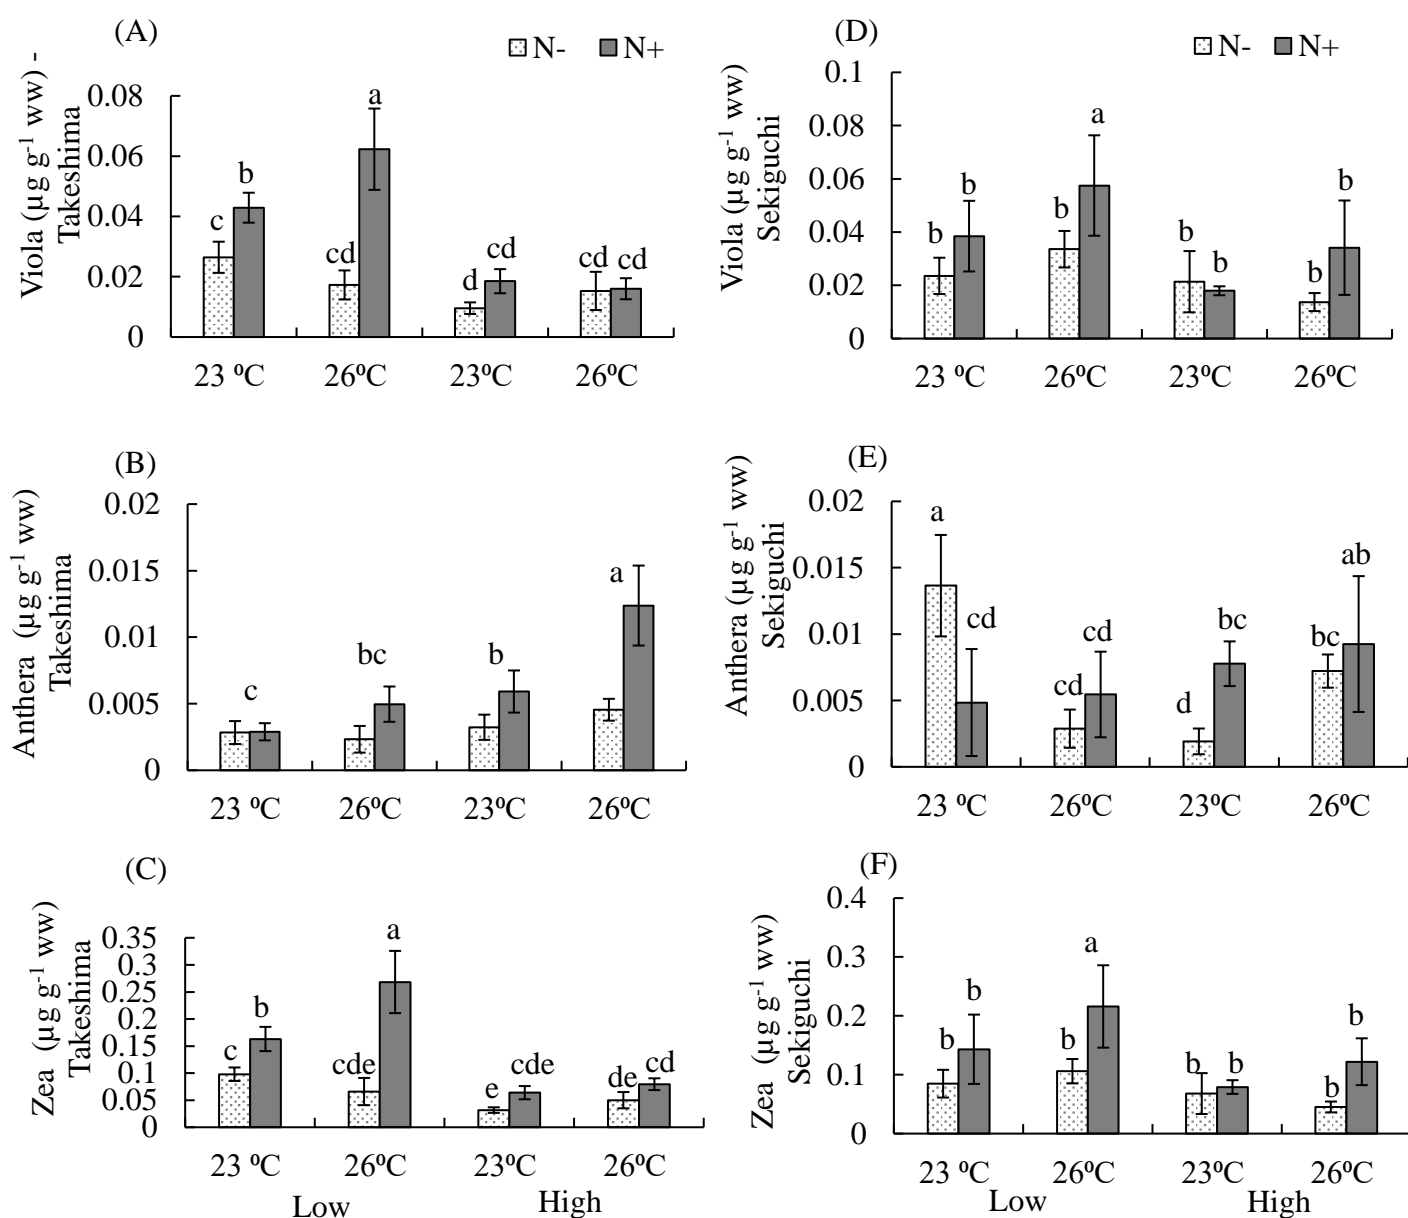 (A)
N- N+
Viola (µg g-1 ww) -
Takeshima
0.08
0.06
0.04
0.02
0
c b cd a d cd cd cd
23 ºC 26ºC 23ºC 26ºC
(D)
N- N+
Viola (µg g-1 ww)
Sekiguchi
0.1
0.08
0.06
0.04
0.02
0
b b b a b b b b
23 ºC 26ºC 23ºC 26ºC
(B)
Anthera (µg g-1 ww)
Takeshima
0.02
0.015
0.01
0.005
0
c bc b a
23 ºC 26ºC 23ºC 26ºC
(E)
Anthera (µg g-1 ww)
Sekiguchi
0.02
0.015
0.01
0.005
0
a cd cd cd d bc bc ab
23 ºC 26ºC 23ºC 26ºC
(C)
Zea (µg g-1 ww)
Takeshima
0.35
0.3
0.25
0.2
0.15
0.1
0.05
0
c b cde a e cde de cd
23 ºC 26ºC 23ºC 26ºC
Low High
(F)
Zea (µg g-1 ww)
Sekiguchi
0.4
0.3
0.2
0.1
0
b b b a b b b b
23 ºC 26ºC 23ºC 26ºC
Low High